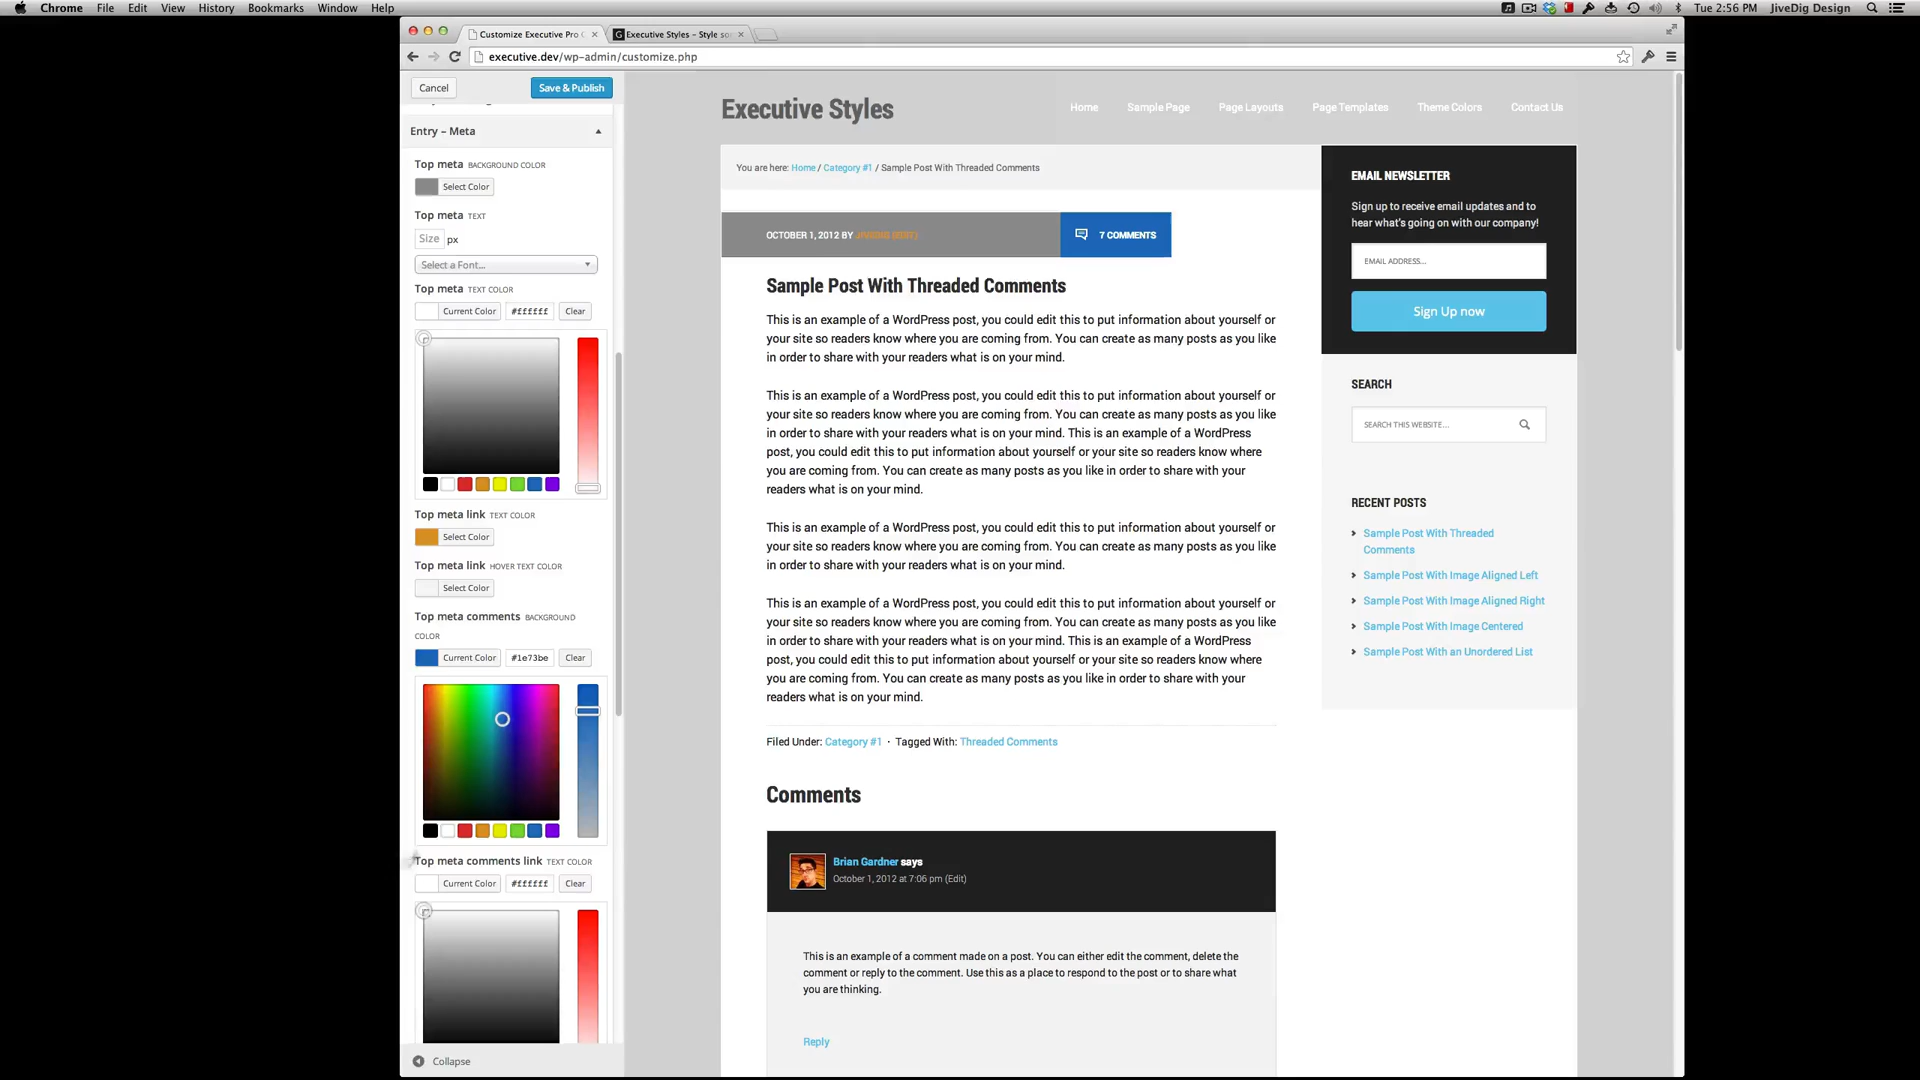 Chrome File Edit View History Bookmarks Window Help
Tue 2:56 PM JiveDig Design
Customize Executive Pro
Executive Styles – Style so
executive.dev/wp-admin/customize.php
Cancel
Save & Publish
Entry – Meta
Top meta BACKGROUND COLOR
Select Color
Top meta TEXT
Size px
Select a Font...
Top meta TEXT COLOR
Current Color #ffffff Clear
Top meta link TEXT COLOR
Select Color
Top meta link HOVER TEXT COLOR
Select Color
Top meta comments BACKGROUND
COLOR
Current Color #1e73be Clear
Top meta comments link TEXT COLOR
Current Color #ffffff Clear
Collapse
Executive Styles
Home Sample Page Page Layouts Page Templates Theme Colors Contact Us
You are here: Home / Category #1 / Sample Post With Threaded Comments
OCTOBER 1, 2012 BY
7 COMMENTS
Sample Post With Threaded Comments
This is an example of a WordPress post, you could edit this to put information about yourself or
your site so readers know where you are coming from. You can create as many posts as you like
in order to share with your readers what is on your mind.
This is an example of a WordPress post, you could edit this to put information about yourself or
your site so readers know where you are coming from. You can create as many posts as you like
in order to share with your readers what is on your mind. This is an example of a WordPress
post, you could edit this to put information about yourself or your site so readers know where
you are coming from. You can create as many posts as you like in order to share with your
readers what is on your mind.
This is an example of a WordPress post, you could edit this to put information about yourself or
your site so readers know where you are coming from. You can create as many posts as you like
in order to share with your readers what is on your mind.
This is an example of a WordPress post, you could edit this to put information about yourself or
your site so readers know where you are coming from. You can create as many posts as you like
in order to share with your readers what is on your mind. This is an example of a WordPress
post, you could edit this to put information about yourself or your site so readers know where
you are coming from. You can create as many posts as you like in order to share with your
readers what is on your mind.
Filed Under: Category #1 · Tagged With: Threaded Comments
Comments
Brian Gardner says
October 1, 2012 at 7:06 pm (Edit)
This is an example of a comment made on a post. You can either edit the comment, delete the
comment or reply to the comment. Use this as a place to respond to the post or to share what
you are thinking.
Reply
EMAIL NEWSLETTER
Sign up to receive email updates and to
hear what's going on with our company!
EMAIL ADDRESS...
Sign Up now
SEARCH
SEARCH THIS WEBSITE...
RECENT POSTS
Sample Post With Threaded
Comments
Sample Post With Image Aligned Left
Sample Post With Image Aligned Right
Sample Post With Image Centered
Sample Post With an Unordered List